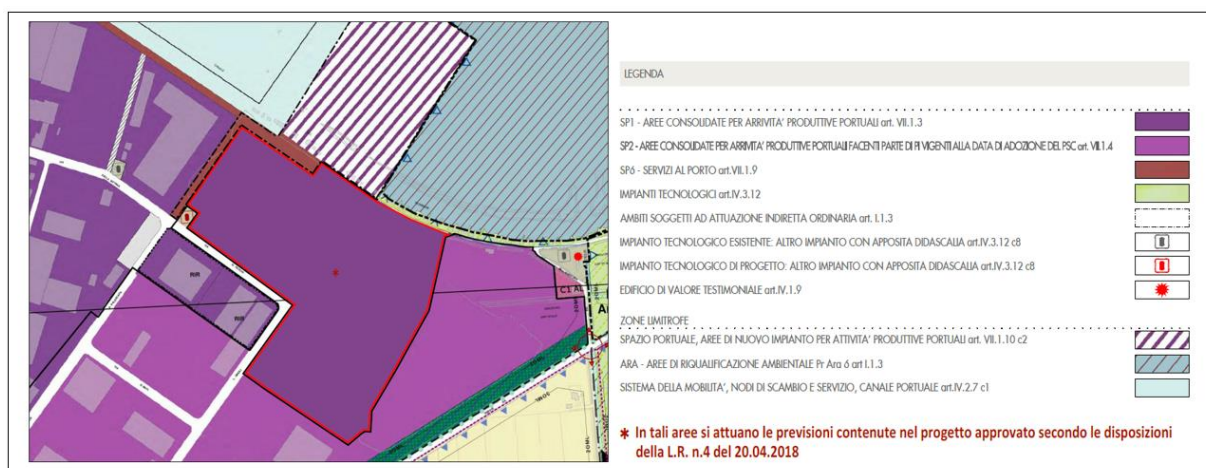 LEGENDA
SP1 - AREE CONSOLIDATE PER ARRIVITA' PRODUTTIVE PORTUALI art. VII.1.3
SP2 - AREE CONSOLIDATE PER ARRIVITA' PRODUTTIVE PORTUALI FACENTI PARTE DI PI VIGENTI ALLA DATA DI ADOZIONE DEL PSC art. VII.1.4
SP6 - SERVIZI AL PORTO art.VII.1.9
IMPIANTI TECNOLOGICI art.IV.3.12
AMBITI SOGGETTI AD ATTUAZIONE INDIRETTA ORDINARIA art. I.1.3
IMPIANTO TECNOLOGICO ESISTENTE: ALTRO IMPIANTO CON APPOSITA DIDASCALIA art.IV.3.12 c8
IMPIANTO TECNOLOGICO DI PROGETTO: ALTRO IMPIANTO CON APPOSITA DIDASCALIA art.IV.3.12 c8
EDIFICIO DI VALORE TESTIMONIALE art.IV.1.9
ZONE LIMITROFE
SPAZIO PORTUALE, AREE DI NUOVO IMPIANTO PER ATTIVITA' PRODUTTIVE PORTUALI art. VII.1.10 c2
ARA - AREE DI RIQUALIFICAZIONE AMBIENTALE Pr Ara 6 art I.1.3
SISTEMA DELLA MOBILITA', NODI DI SCAMBIO E SERVIZIO, CANALE PORTUALE art.IV.2.7 c1
* In tali aree si attuano le previsioni contenute nel progetto approvato secondo le disposizioni
della L.R. n.4 del 20.04.2018
RIR
RIR
C1 AL